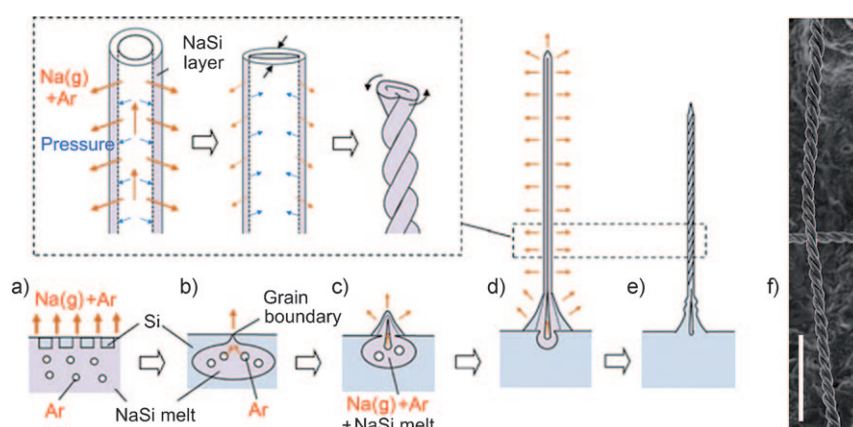 NaSi
layer
Na(g)
+Ar
Pressure
a)
Na(g)+Ar
Si
Ar
NaSi melt
b)
Grain
boundary
Ar
c)
Na(g)+Ar
+NaSi melt
d)
e)
f)